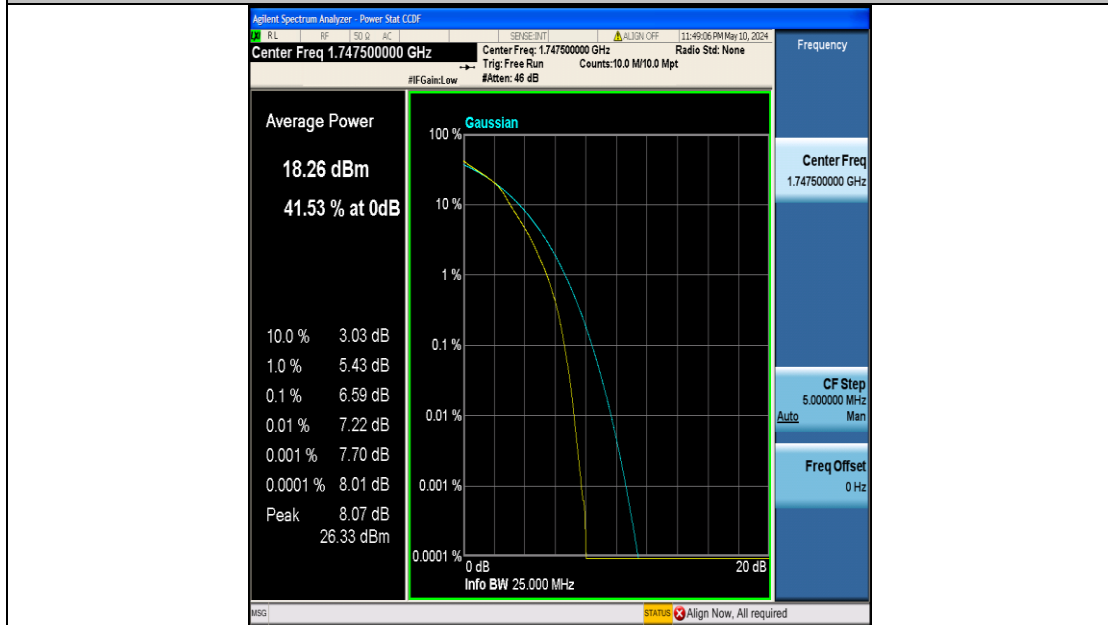 Agilent Spectrum Analyzer - Power Stat CCDF
RL RF 50 Ω AC SENSE:INT ALIGN OFF 11:49:06 PM May 10, 2024
Center Freq 1.747500000 GHz
Center Freq: 1.747500000 GHz Radio Std: None
Trig: Free Run Counts:10.0 M/10.0 Mpt
#IFGain:Low #Atten: 46 dB
Frequency
Average Power
18.26 dBm
41.53 % at 0dB
10.0 % 3.03 dB
1.0 % 5.43 dB
0.1 % 6.59 dB
0.01 % 7.22 dB
0.001 % 7.70 dB
0.0001 % 8.01 dB
Peak 8.07 dB
26.33 dBm
Gaussian
100 %
10 %
1 %
0.1 %
0.01 %
0.001 %
0.0001 %
0 dB 20 dB
Info BW 25.000 MHz
Center Freq
1.747500000 GHz
CF Step
5.000000 MHz
Auto Man
Freq Offset
0 Hz
MSG STATUS Align Now, All required